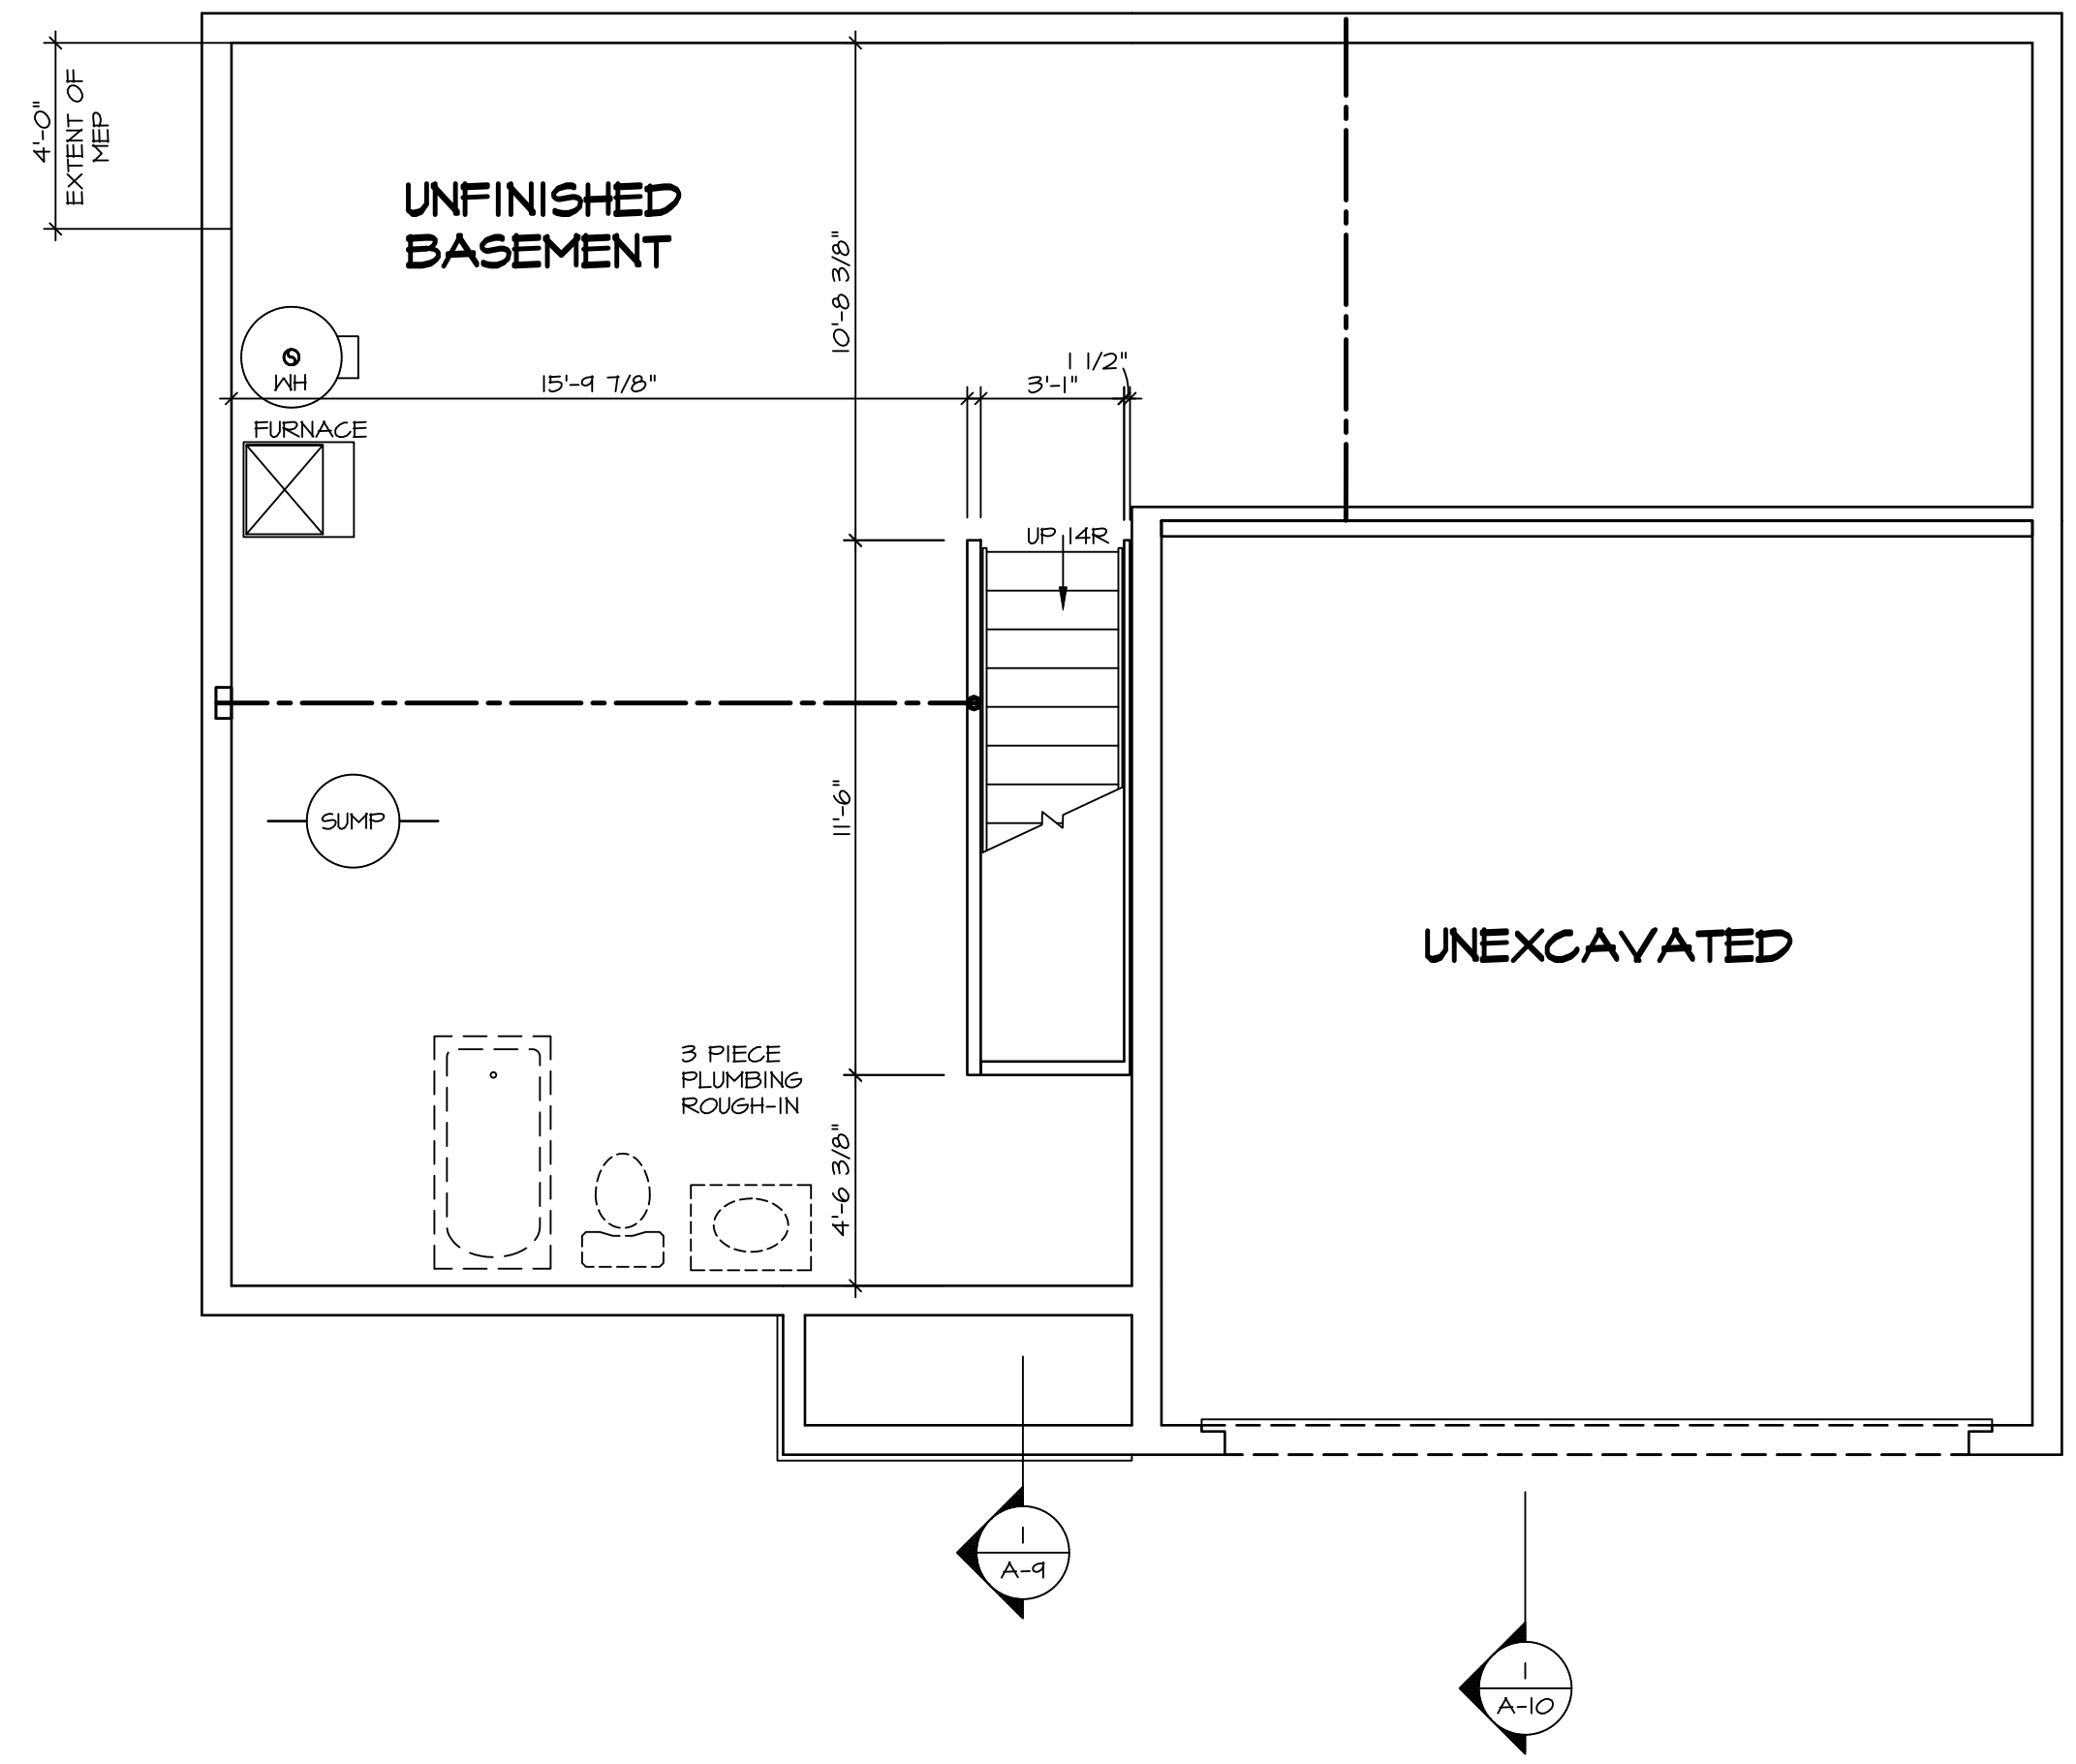 4'-0"
EXTENT OF
MEP
UNFINISHED
BASEMENT
10'-8 3/8"
WH
15'-9 7/8"
1 1/2"
3'-1"
FURNACE
UP 14R
SUMP
11'-6"
UNEXCAVATED
3 PIECE
PLUMBING
ROUGH-IN
4'-6 3/8"
1
A-9
1
A-10